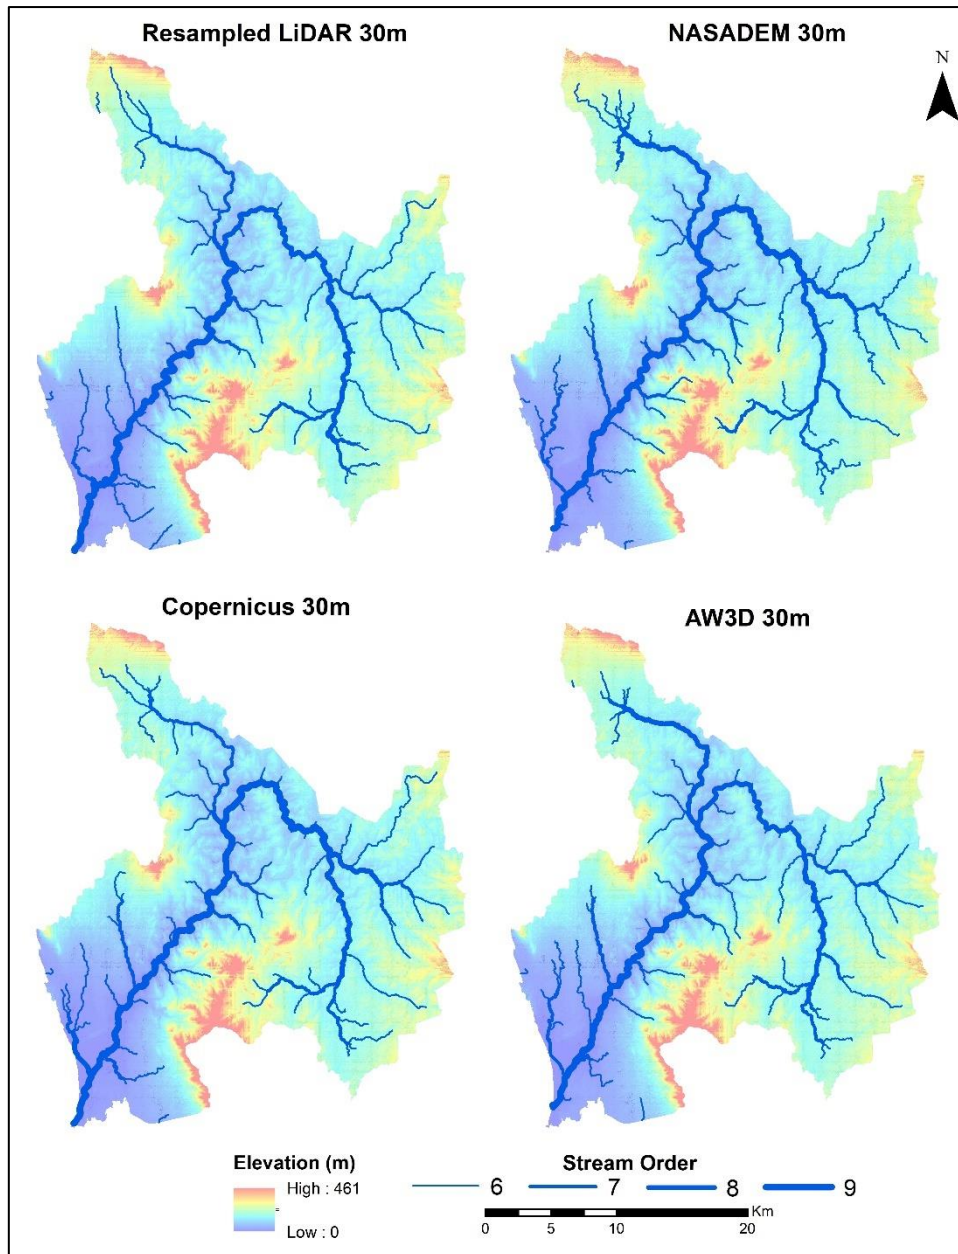 Resampled LiDAR 30m
NASADEM 30m
N
Copernicus 30m
AW3D 30m
Elevation (m)
High : 461
Low : 0
Stream Order
6 7 8 9
Km
0 5 10 20